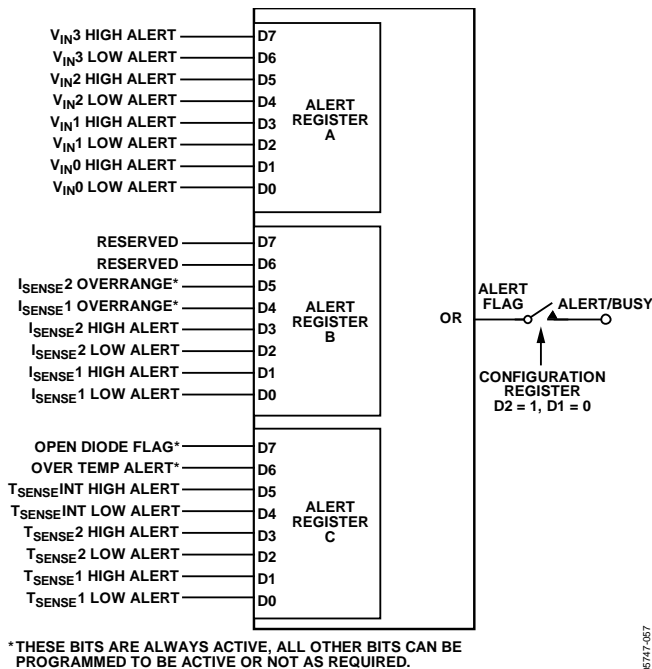 VIN3 HIGH ALERT D7
VIN3 LOW ALERT D6
VIN2 HIGH ALERT D5
VIN2 LOW ALERT D4
VIN1 HIGH ALERT D3
VIN1 LOW ALERT D2
VIN0 HIGH ALERT D1
VIN0 LOW ALERT D0
ALERT
REGISTER
A
RESERVED D7
RESERVED D6
ISENSE2 OVERRANGE* D5
ISENSE1 OVERRANGE* D4
ISENSE2 HIGH ALERT D3
ISENSE2 LOW ALERT D2
ISENSE1 HIGH ALERT D1
ISENSE1 LOW ALERT D0
ALERT
REGISTER
B
OPEN DIODE FLAG* D7
OVER TEMP ALERT* D6
TSENSEINT HIGH ALERT D5
TSENSEINT LOW ALERT D4
TSENSE2 HIGH ALERT D3
TSENSE2 LOW ALERT D2
TSENSE1 HIGH ALERT D1
TSENSE1 LOW ALERT D0
ALERT
REGISTER
C
OR
ALERT
FLAG
ALERT/BUSY
CONFIGURATION
REGISTER
D2 = 1, D1 = 0
*THESE BITS ARE ALWAYS ACTIVE, ALL OTHER BITS CAN BE
PROGRAMMED TO BE ACTIVE OR NOT AS REQUIRED.
5747-057